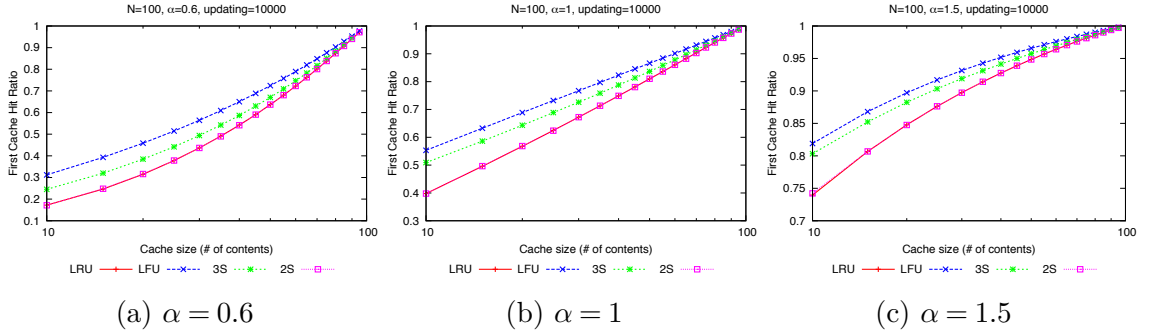 N=100, α=0.6, updating=10000
First Cache Hit Ratio
1
0.9
0.8
0.7
0.6
0.5
0.4
0.3
0.2
0.1
10
100
Cache size (# of contents)
LRU LFU 3S 2S
(a) α = 0.6
N=100, α=1, updating=10000
First Cache Hit Ratio
1
0.9
0.8
0.7
0.6
0.5
0.4
0.3
10
100
Cache size (# of contents)
LRU LFU 3S 2S
(b) α = 1
N=100, α=1.5, updating=10000
First Cache Hit Ratio
1
0.95
0.9
0.85
0.8
0.75
0.7
10
100
Cache size (# of contents)
LRU LFU 3S 2S
(c) α = 1.5